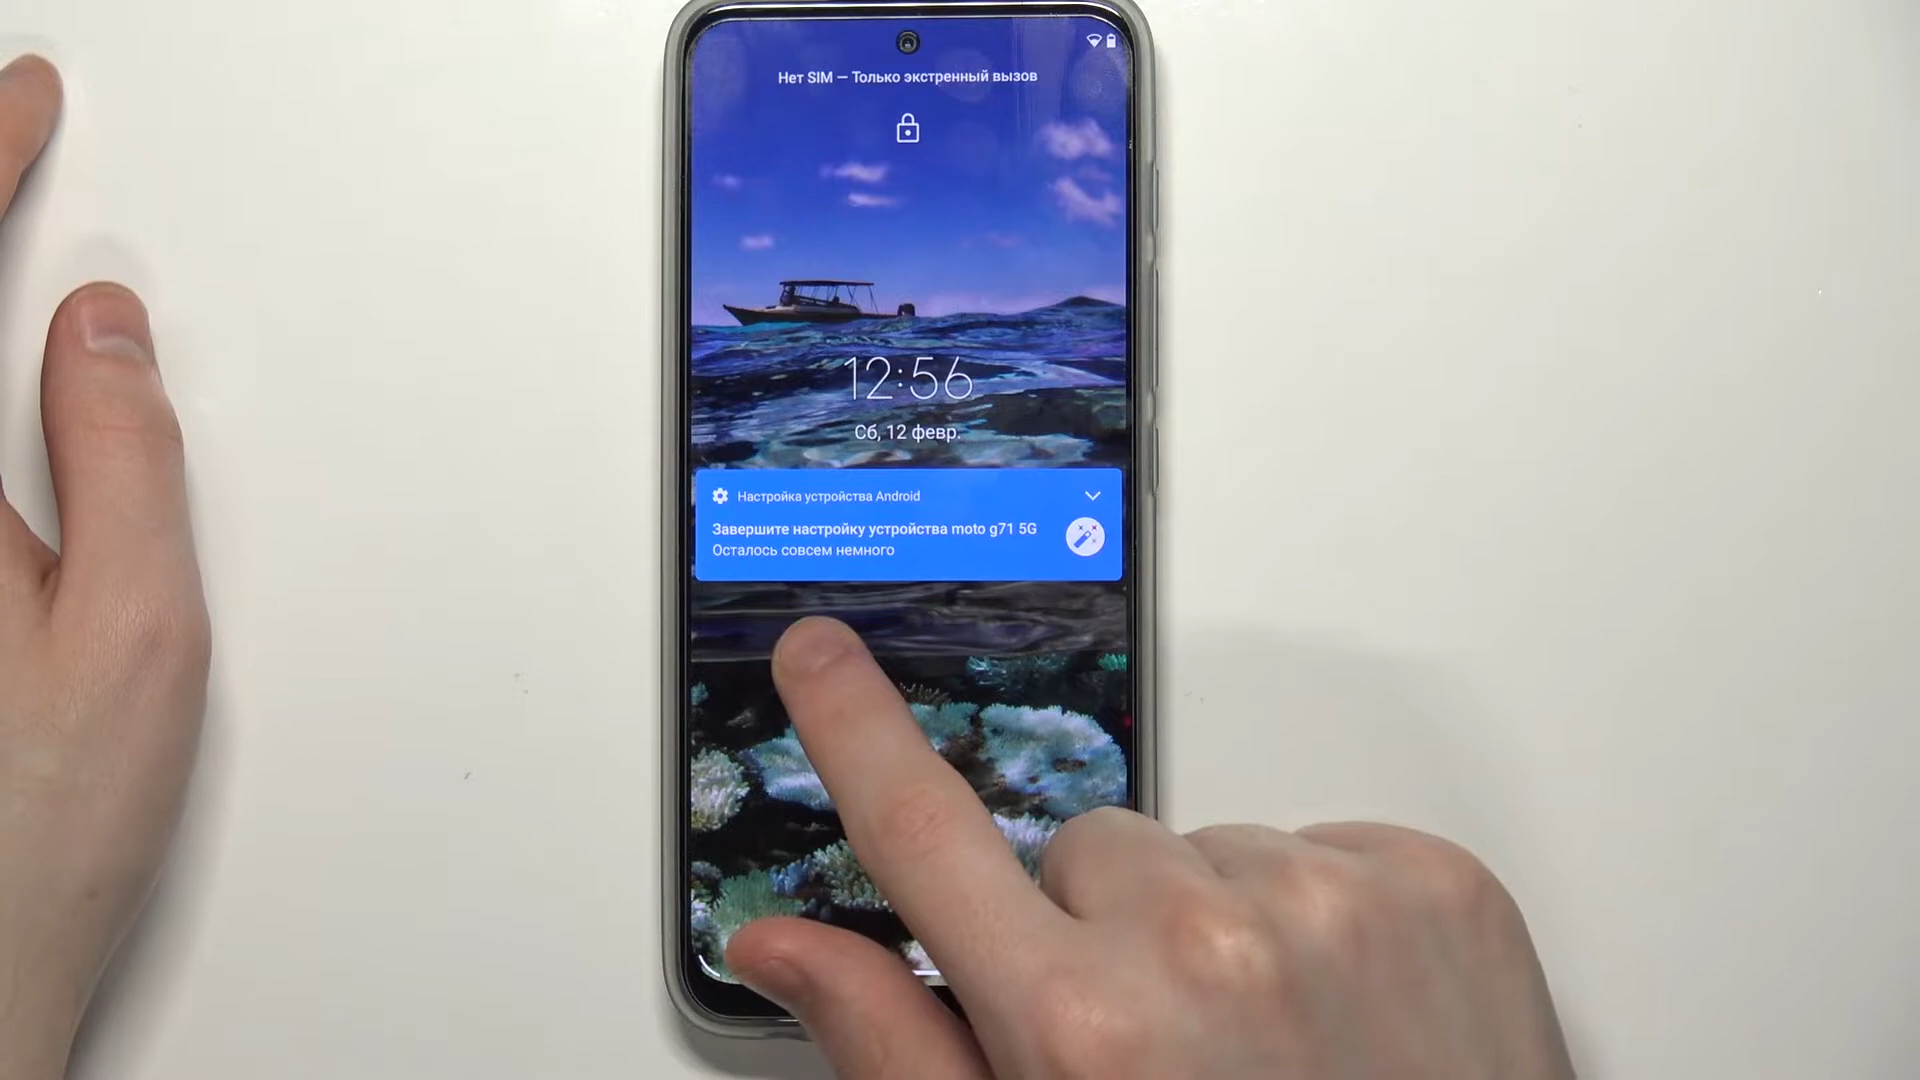 Нет SIM — Только экстренный вызов
12:56
Сб, 12 февр.
Настройка устройства Android
Завершите настройку устройства moto g71 5G
Осталось совсем немного